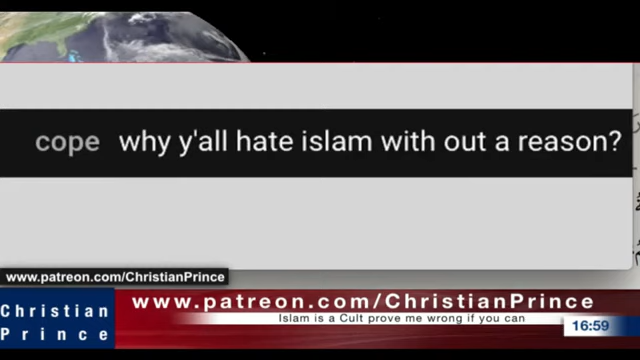 cope why y'all hate islam with out a reason?
www.patreon.com/ChristianPrince
www.patreon.com/ChristianPrince
Christian
Prince
Islam is a Cult prove me wrong if you can
16:59